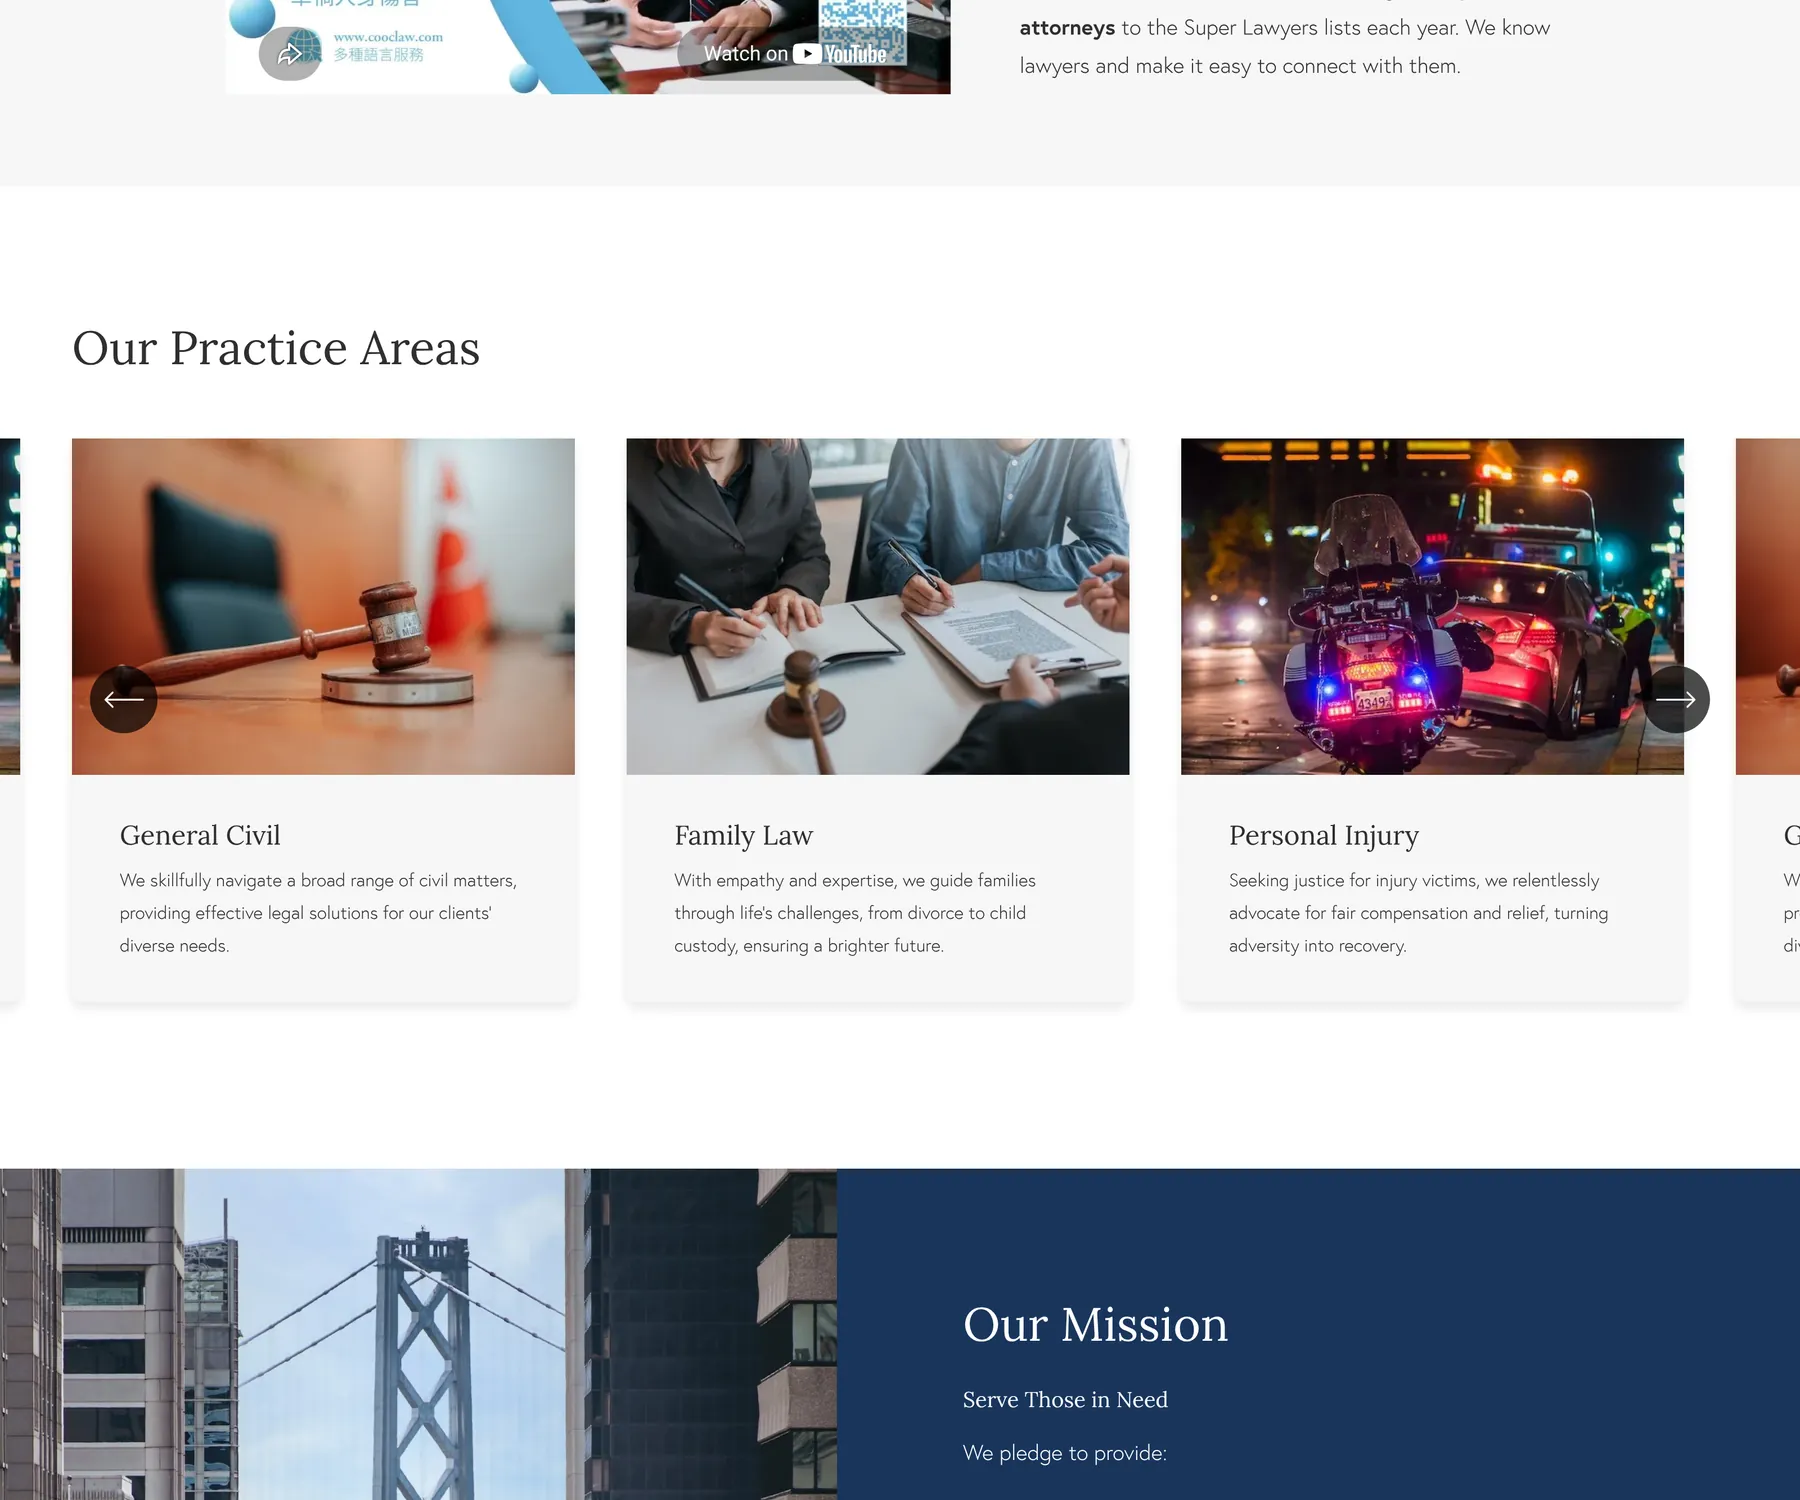 www.cooclaw.com
多種語言服務
Watch on YouTube
attorneys to the Super Lawyers lists each year. We know
lawyers and make it easy to connect with them.
Our Practice Areas
43493
General Civil
We skillfully navigate a broad range of civil matters,
providing effective legal solutions for our clients'
diverse needs.
Family Law
With empathy and expertise, we guide families
through life's challenges, from divorce to child
custody, ensuring a brighter future.
Personal Injury
Seeking justice for injury victims, we relentlessly
advocate for fair compensation and relief, turning
adversity into recovery.
Our Mission
Serve Those in Need
We pledge to provide: